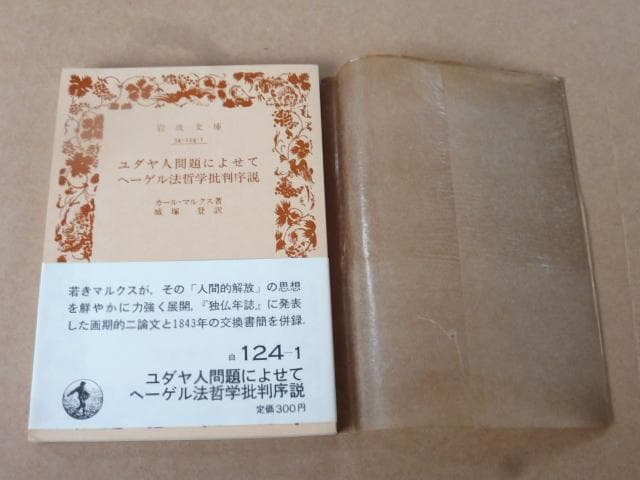 岩波文庫
34-124-1
ユダヤ人問題によせて
ヘーゲル法哲学批判序説
カール・マルクス著
城塚 登訳
若きマルクスが、その「人間的解放」の思想
を鮮やかに力強く展開.『独仏年誌』に発表
した画期的二論文と1843年の交換書簡を併録.
白 124-1
ユダヤ人問題によせて
ヘーゲル法哲学批判序説
定価300円